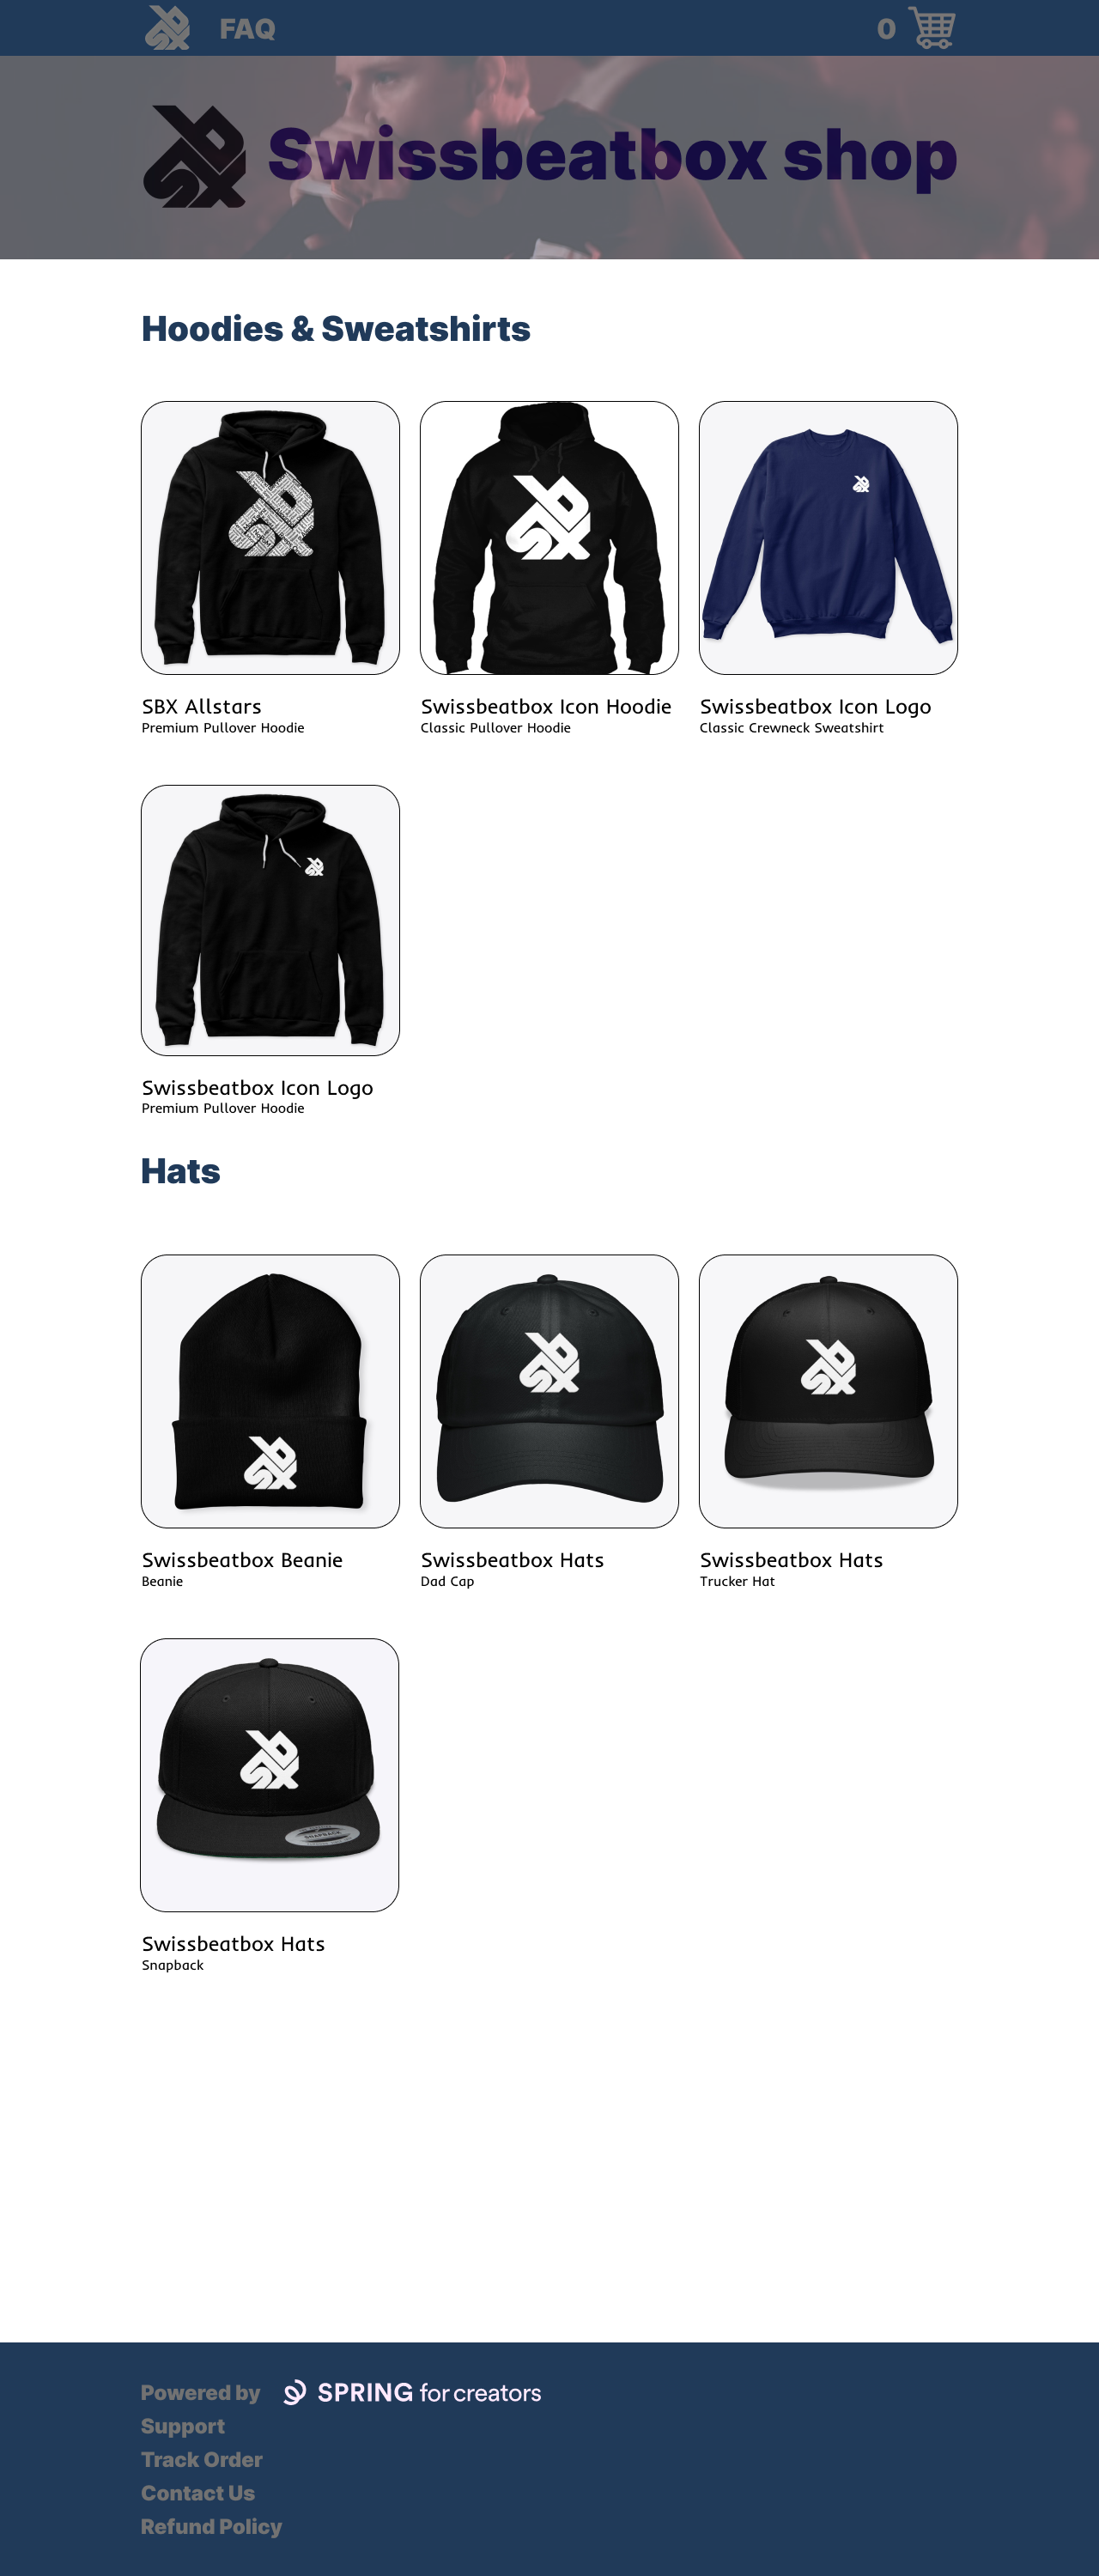 FAQ
0
Swissbeatbox shop
Hoodies & Sweatshirts
SBX Allstars
Premium Pullover Hoodie
Swissbeatbox Icon Hoodie
Classic Pullover Hoodie
Swissbeatbox Icon Logo
Classic Crewneck Sweatshirt
Swissbeatbox Icon Logo
Premium Pullover Hoodie
Hats
Swissbeatbox Beanie
Beanie
Swissbeatbox Hats
Dad Cap
Swissbeatbox Hats
Trucker Hat
Swissbeatbox Hats
Snapback
Powered by SPRING for creators
Support
Track Order
Contact Us
Refund Policy